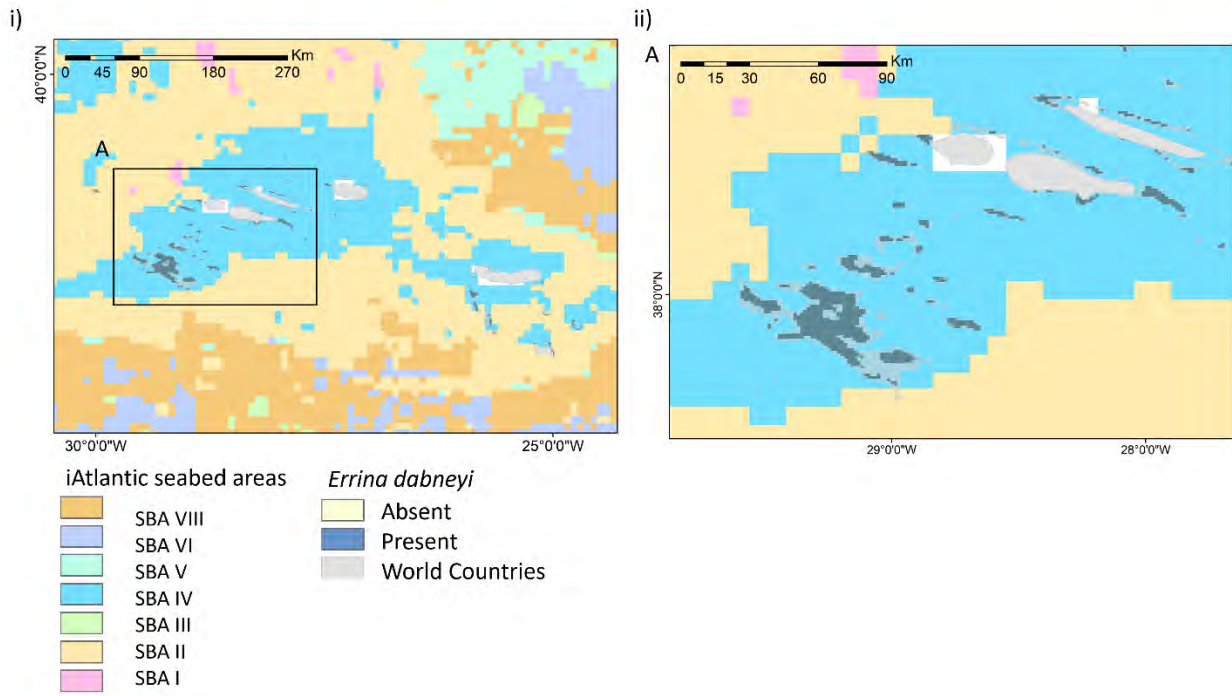 i)
Km
0 45 90 180 270
40°0'0"N
A
30°0'0"W 25°0'0"W
ii)
A
Km
0 15 30 60 90
38°0'0"N
29°0'0"W 28°0'0"W
iAtlantic seabed areas
SBA VIII
SBA VI
SBA V
SBA IV
SBA III
SBA II
SBA I
Errina dabneyi
Absent
Present
World Countries